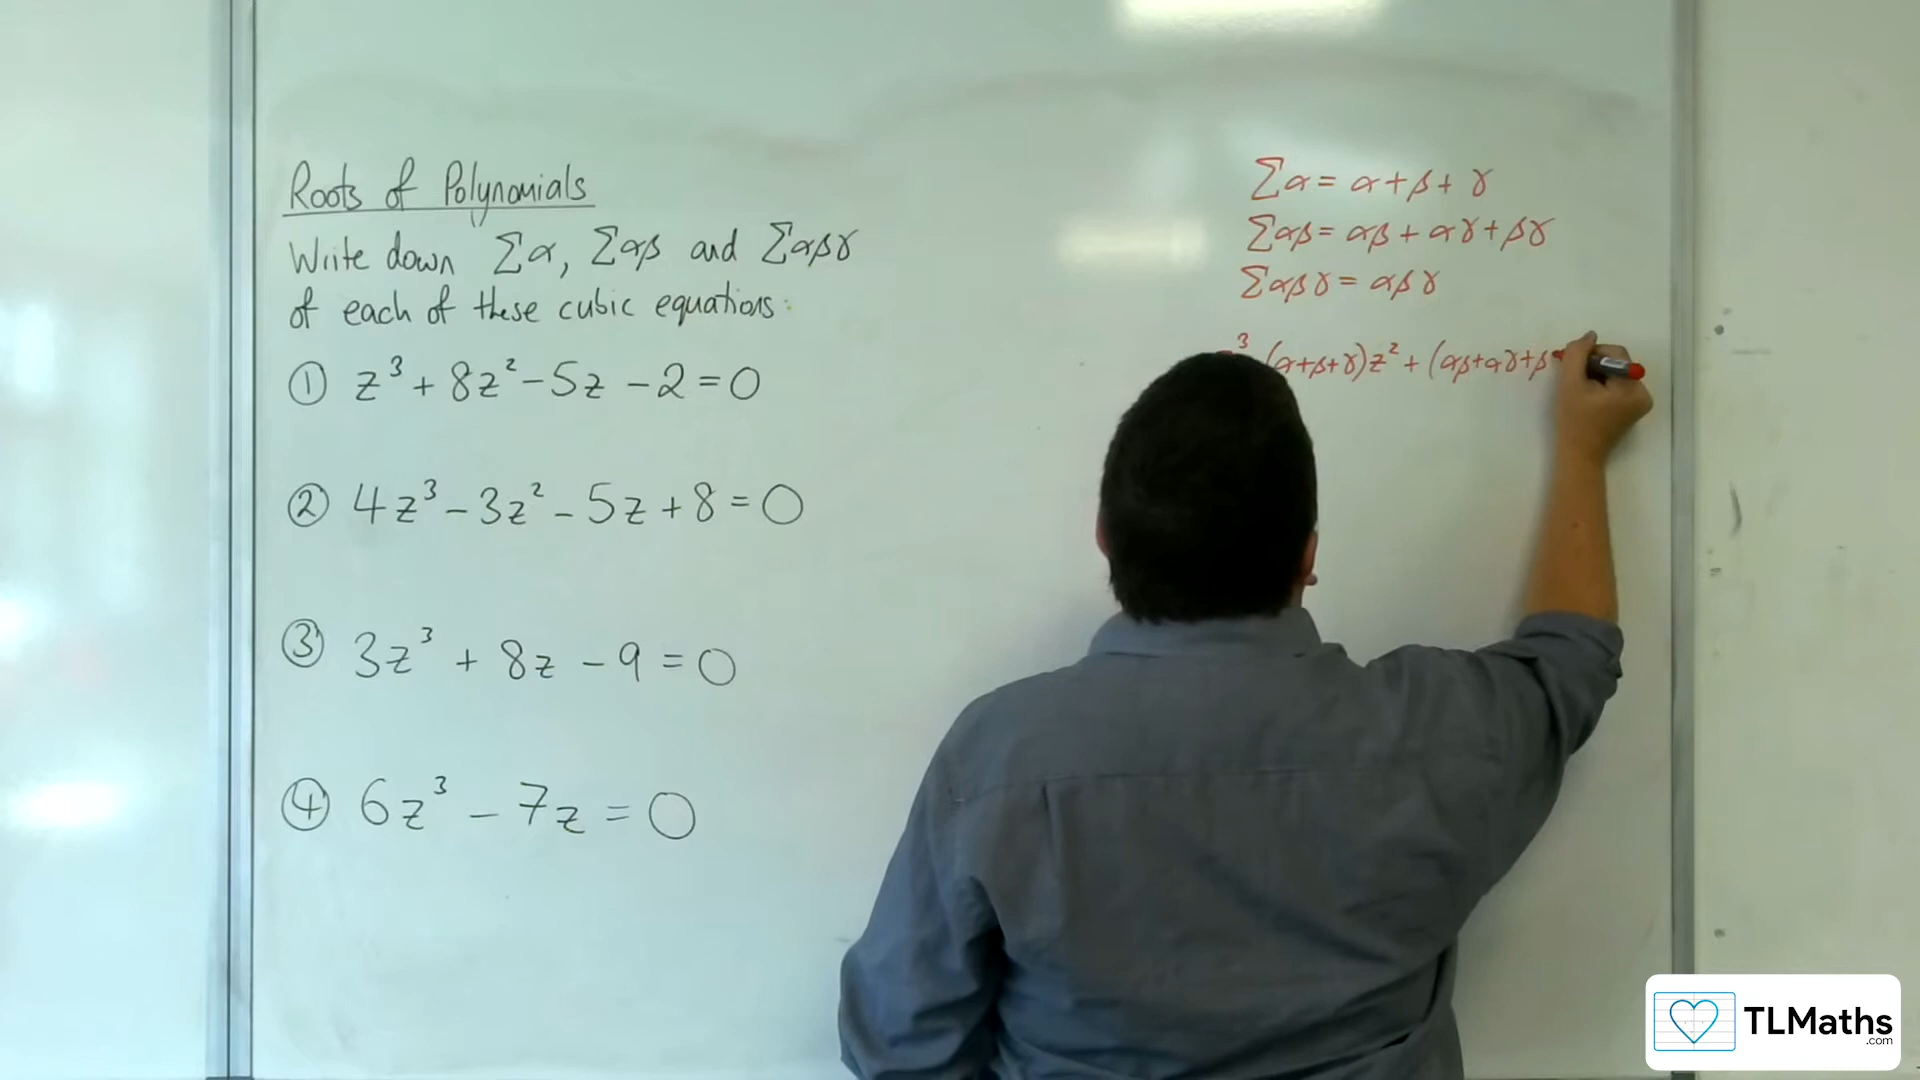 Roots of Polynomials
Write down Σα, Σαβ and Σαβγ
of each of these cubic equations:
① z³ + 8z² - 5z - 2 = 0
② 4z³ - 3z² - 5z + 8 = 0
③ 3z³ + 8z - 9 = 0
④ 6z³ - 7z = 0
Σα = α + β + γ
Σαβ = αβ + αγ + βγ
Σαβγ = αβγ
³ (α+β+γ)z² + (αβ+αγ+β
TLMaths
.com